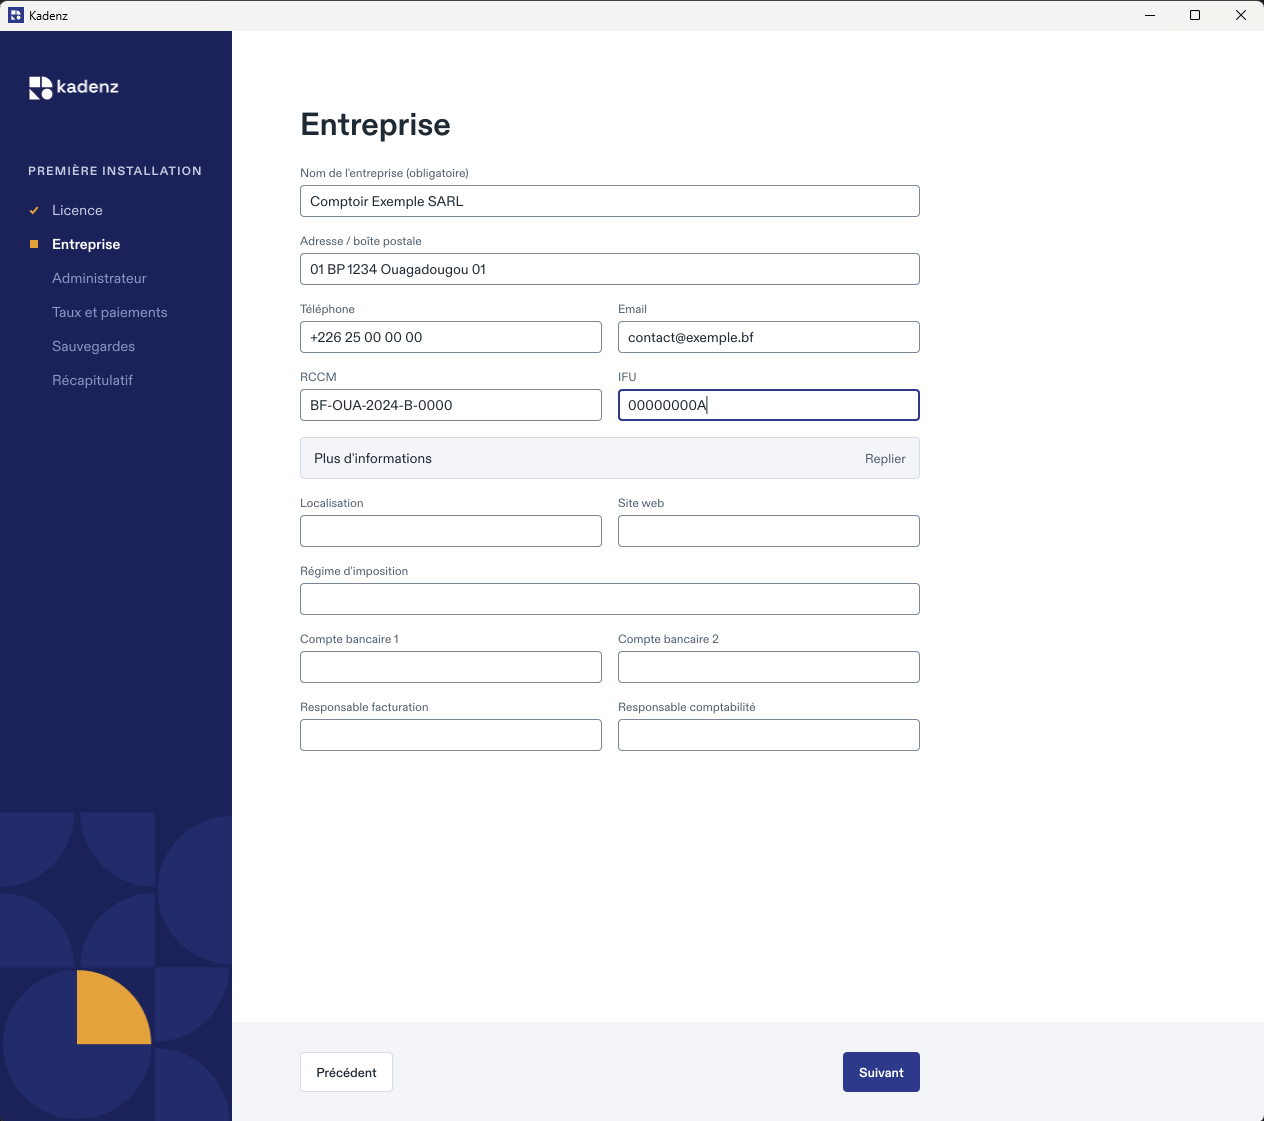 Kadenz
kadenz
PREMIÈRE INSTALLATION
Licence
Entreprise
Administrateur
Taux et paiements
Sauvegardes
Récapitulatif
Entreprise
Nom de l'entreprise (obligatoire)
Comptoir Exemple SARL
Adresse / boîte postale
01 BP 1234 Ouagadougou 01
Téléphone Email
+226 25 00 00 00 contact@exemple.bf
RCCM IFU
BF-OUA-2024-B-0000 00000000A
Plus d'informations Replier
Localisation Site web
Régime d'imposition
Compte bancaire 1 Compte bancaire 2
Responsable facturation Responsable comptabilité
Précédent Suivant